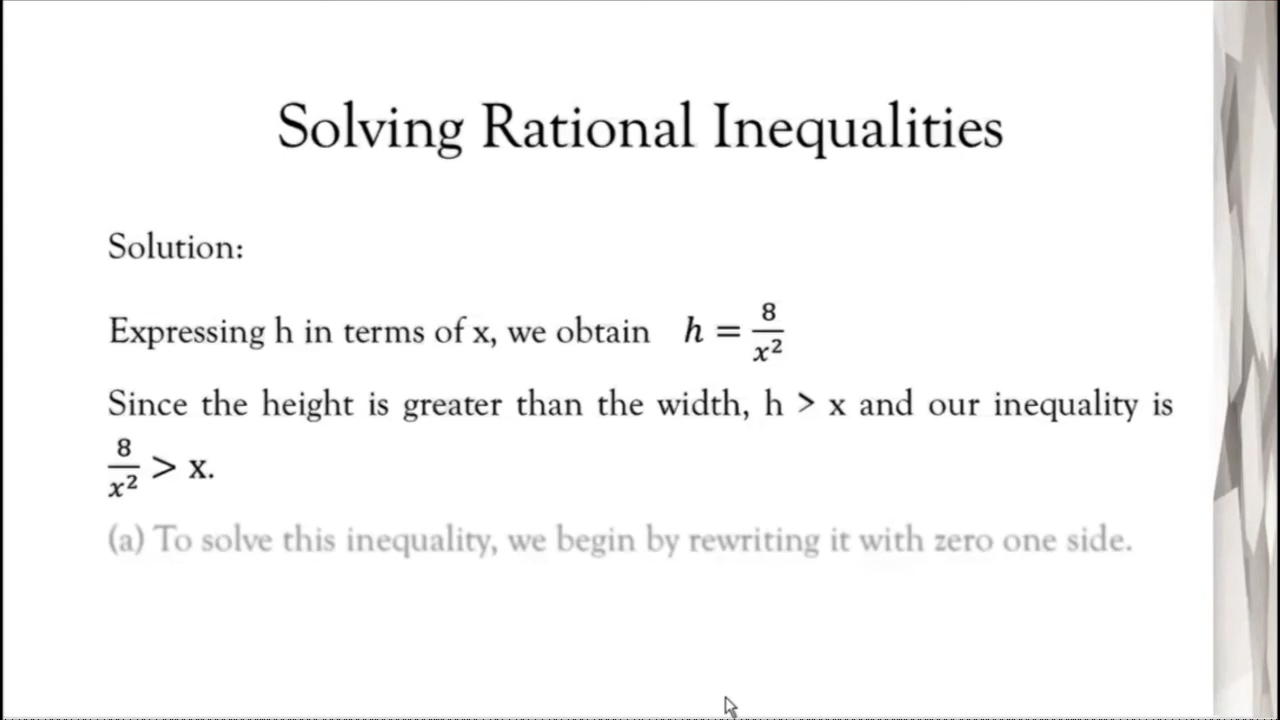 Solving Rational Inequalities
Solution:
Expressing h in terms of x, we obtain h = 8/x²
Since the height is greater than the width, h > x and our inequality is
8/x² > x.
(a) To solve this inequality, we begin by rewriting it with zero one side.